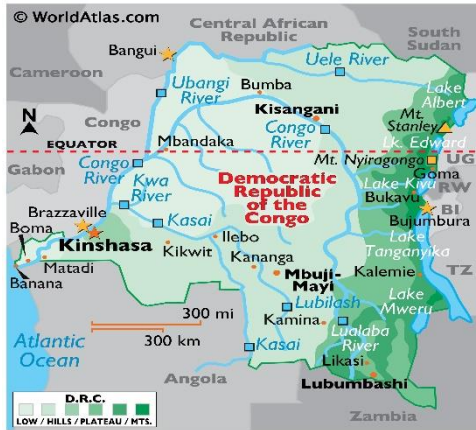 © WorldAtlas.com
Central African
Republic
South
Sudan
Bangui
Cameroon
Ubangi
River
Bumba
Uele River
Lake
Albert
Kisangani
Mt.
Stanley
N
Congo
Mbandaka
Congo
River
Lk. Edward
EQUATOR
Gabon
Congo
River
Mt. Nyiragongo
UG
Goma
RW
Kwa
River
Democratic
Republic
of the
Congo
Lake Kivu
Bukavu
BI
Bujumbura
Brazzaville
Kasai
Boma
Kinshasa
Ilebo
Lake
Tanganyika
Kikwit
Kananga
Matadi
Banana
Mbuji-
Mayi
Kalemie
TZ
300 mi
300 km
Lubilash
Kamina
Lake
Mweru
Atlantic
Ocean
Kasai
Lualaba
River
Likasi
Angola
Lubumbashi
D.R.C.
LOW / HILLS / PLATEAU / MTS.
Zambia